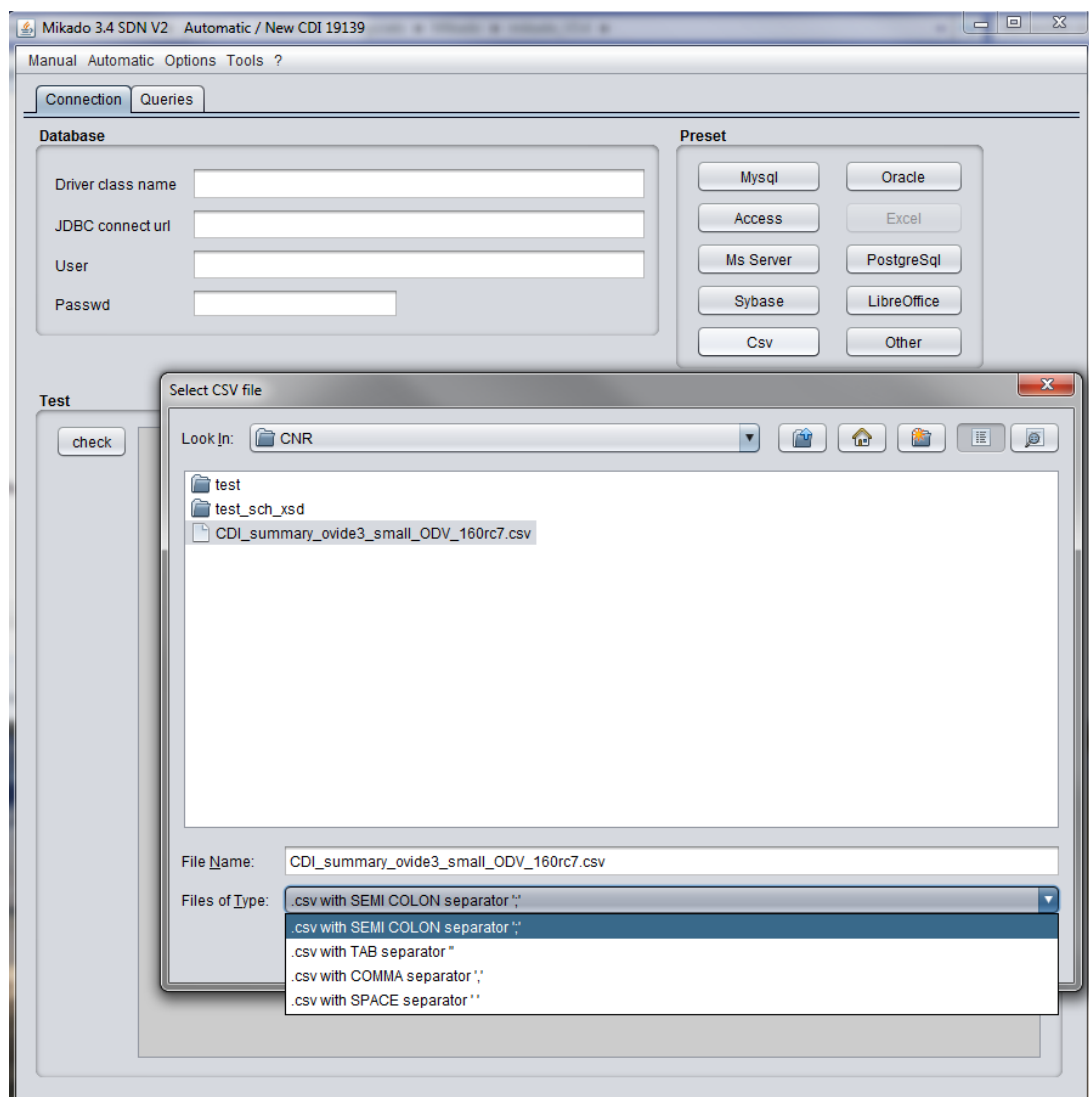 Mikado 3.4 SDN V2 Automatic / New CDI 19139
Manual Automatic Options Tools ?
Connection Queries
Database
Preset
Driver class name
JDBC connect url
User
Passwd
Mysql Oracle
Access Excel
Ms Server PostgreSql
Sybase LibreOffice
Csv Other
Test
check
Select CSV file
Look In: CNR
test
test_sch_xsd
CDI_summary_ovide3_small_ODV_160rc7.csv
File Name: CDI_summary_ovide3_small_ODV_160rc7.csv
Files of Type: .csv with SEMI COLON separator ';'
.csv with SEMI COLON separator ';'
.csv with TAB separator ''
.csv with COMMA separator ','
.csv with SPACE separator ' '